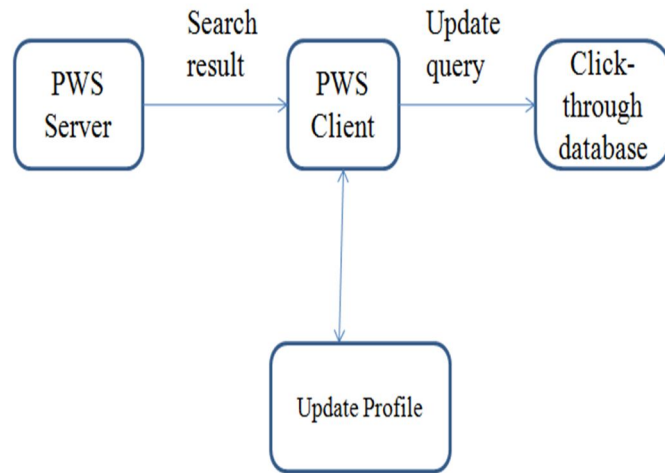 Search
result
Update
query
PWS
Server
PWS
Client
Click-
through
database
Update Profile